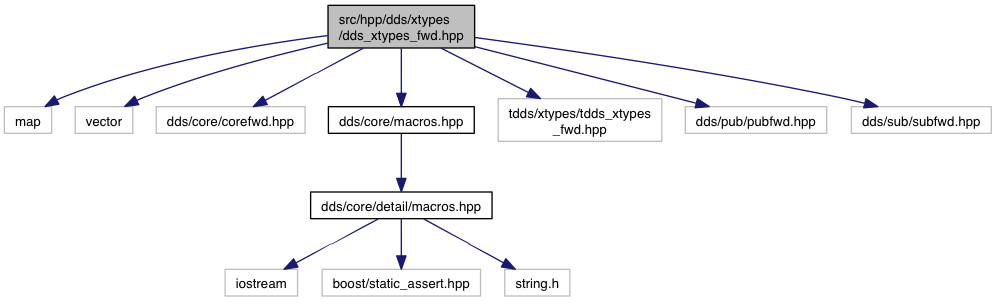 src/hpp/dds/xtypes
/dds_xtypes_fwd.hpp
map
vector
dds/core/corefwd.hpp
dds/core/macros.hpp
tdds/xtypes/tdds_xtypes
_fwd.hpp
dds/pub/pubfwd.hpp
dds/sub/subfwd.hpp
dds/core/detail/macros.hpp
iostream
boost/static_assert.hpp
string.h